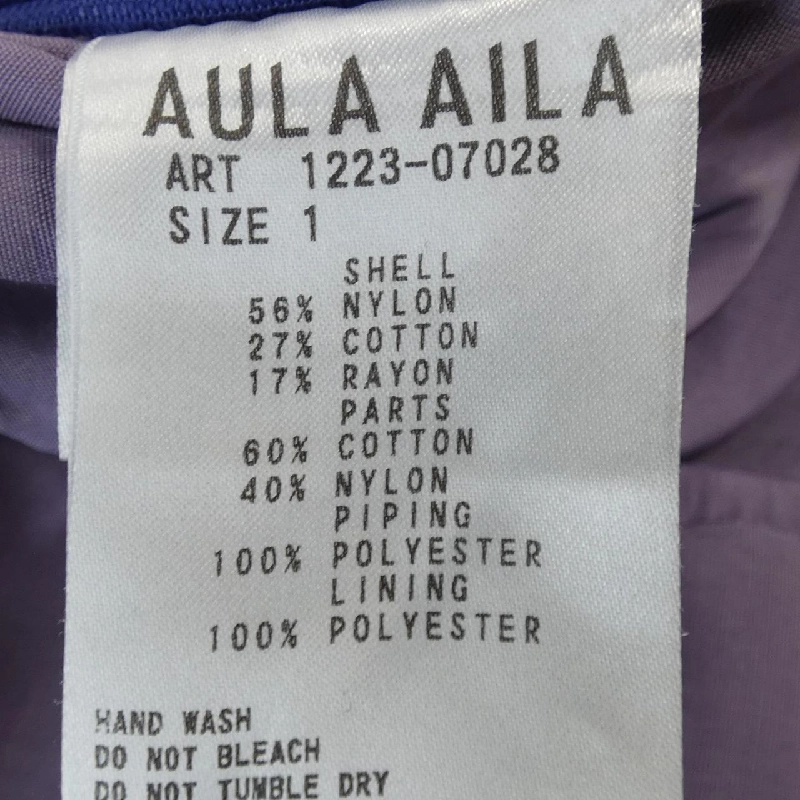 AULA AILA
ART 1223-07028
SIZE 1
SHELL
56% NYLON
27% COTTON
17% RAYON
PARTS
60% COTTON
40% NYLON
PIPING
100% POLYESTER
LINING
100% POLYESTER
HAND WASH
DO NOT BLEACH
DO NOT TUMBLE DRY